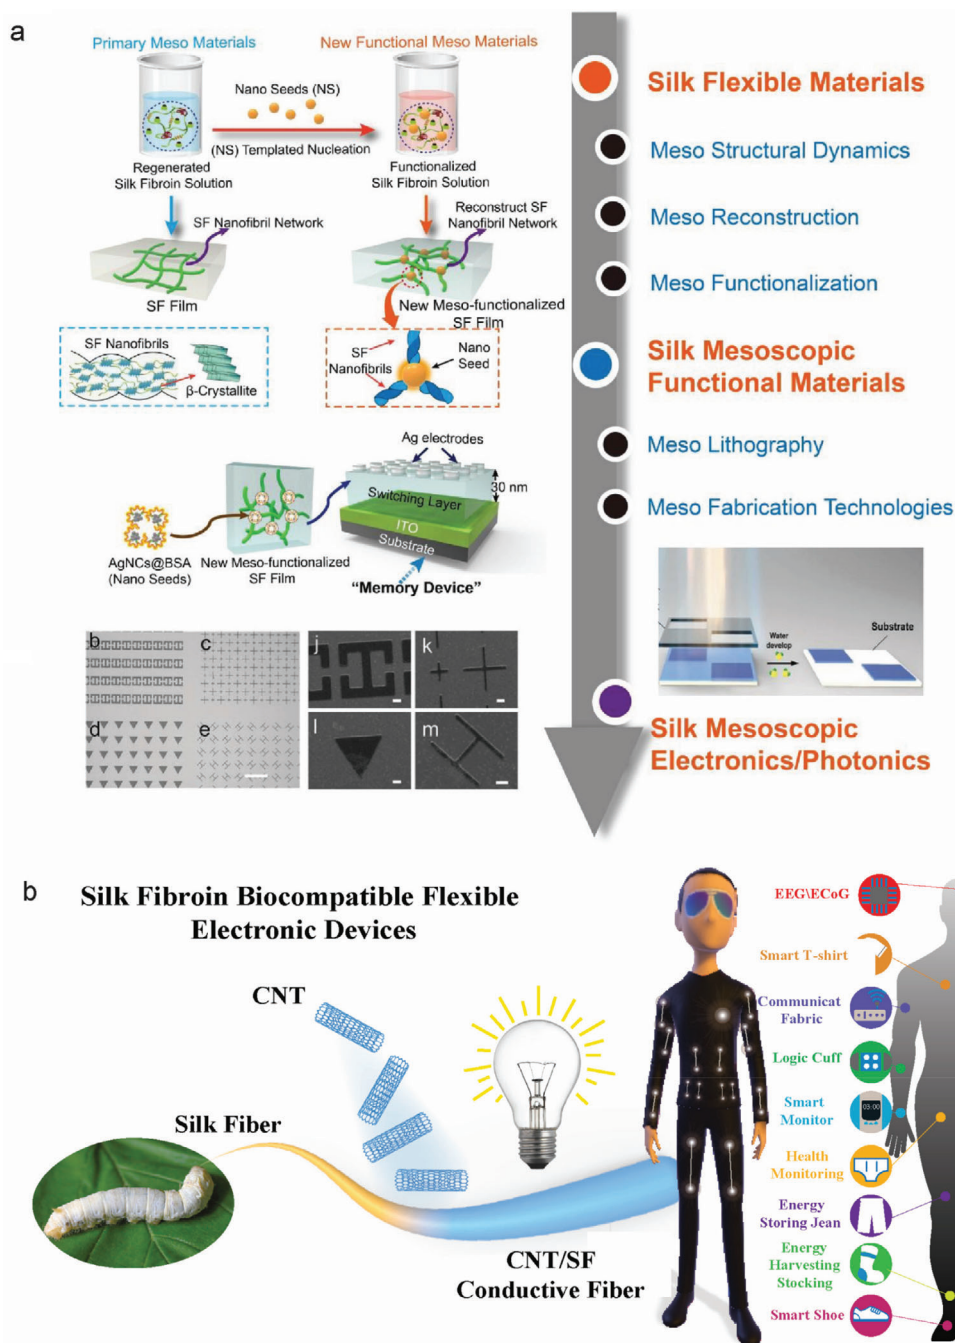 a
Primary Meso Materials
New Functional Meso Materials
Nano Seeds (NS)
(NS) Templated Nucleation
Regenerated
Silk Fibroin Solution
Functionalized
Silk Fibroin Solution
SF Nanofibril Network
Reconstruct SF
Nanofibril Network
SF Film
New Meso-functionalized
SF Film
SF Nanofibrils
β-Crystallite
SF
Nanofibrils
Nano
Seed
Ag electrodes
30 nm
Switching Layer
ITO
Substrate
AgNCs@BSA
(Nano Seeds)
New Meso-functionalized
SF Film
“Memory Device”
b
c
d
e
j
k
l
m
Silk Flexible Materials
Meso Structural Dynamics
Meso Reconstruction
Meso Functionalization
Silk Mesoscopic
Functional Materials
Meso Lithography
Meso Fabrication Technologies
Water
develop
Substrate
Silk Mesoscopic
Electronics/Photonics
b
Silk Fibroin Biocompatible Flexible
Electronic Devices
CNT
Silk Fiber
CNT/SF
Conductive Fiber
EEG\ECoG
Smart T-shirt
Communicat
Fabric
Logic Cuff
Smart
Monitor
03:00
Health
Monitoring
Energy
Storing Jean
Energy
Harvesting
Stocking
Smart Shoe